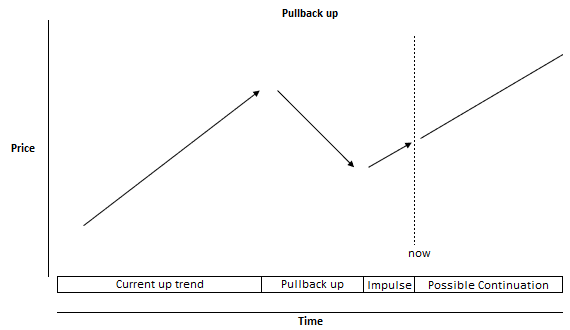 Pullback up
Price
now
Current up trend
Pullback up
Impulse
Possible Continuation
Time